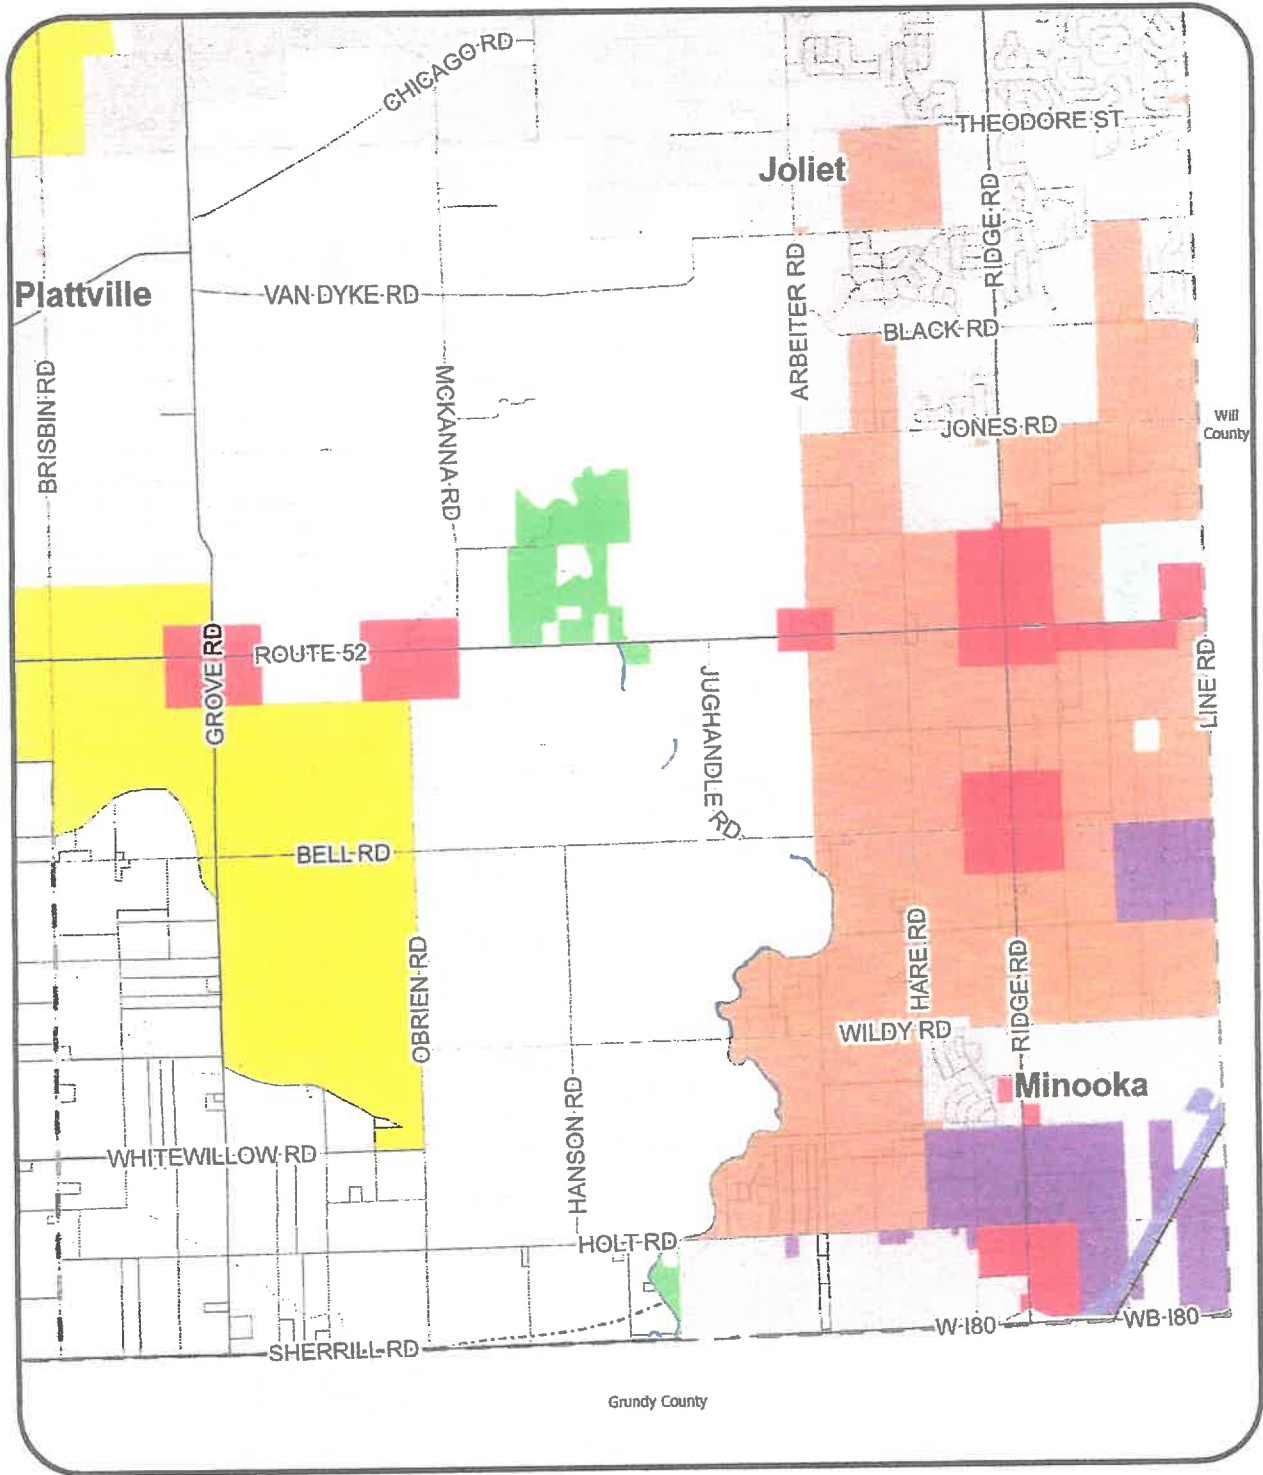 CHICAGO RD
THEODORE ST
Joliet
RIDGE RD
Plattville
VAN DYKE RD
ARBEITER RD
BLACK RD
BRISBIN RD
MCKANNA RD
JONES RD
Will
County
GROVE RD
ROUTE 52
JUGHANDLE RD
LINE RD
BELL RD
OBRIEN RD
HARE RD
RIDGE RD
WILDY RD
Minooka
HANSON RD
WHITEWILLOW RD
HOLT RD
SHERRILL RD
W I80
WB I80
Grundy County